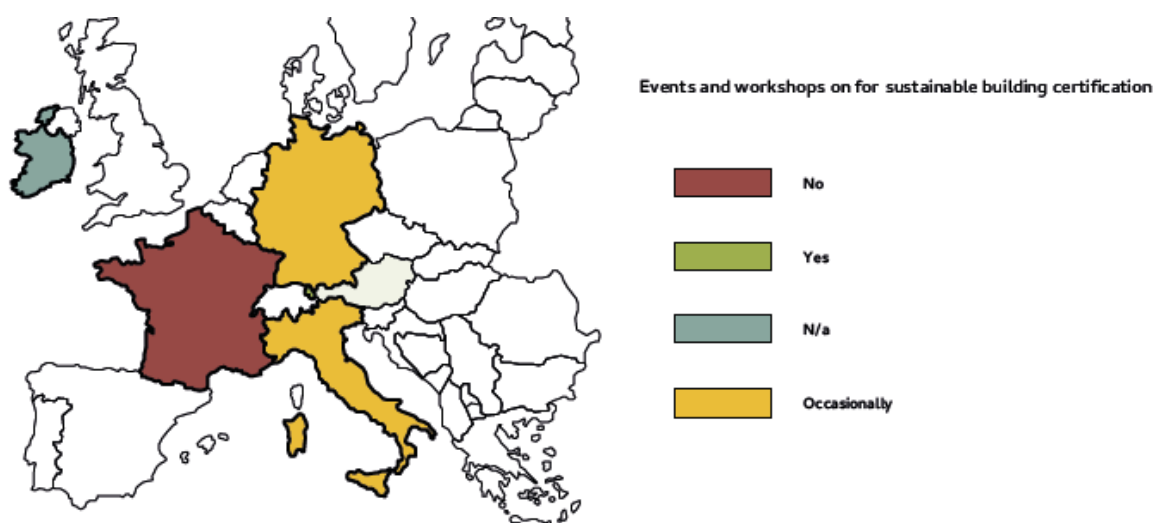 Events and workshops on for sustainable building certification
No
Yes
N/a
Occasionally